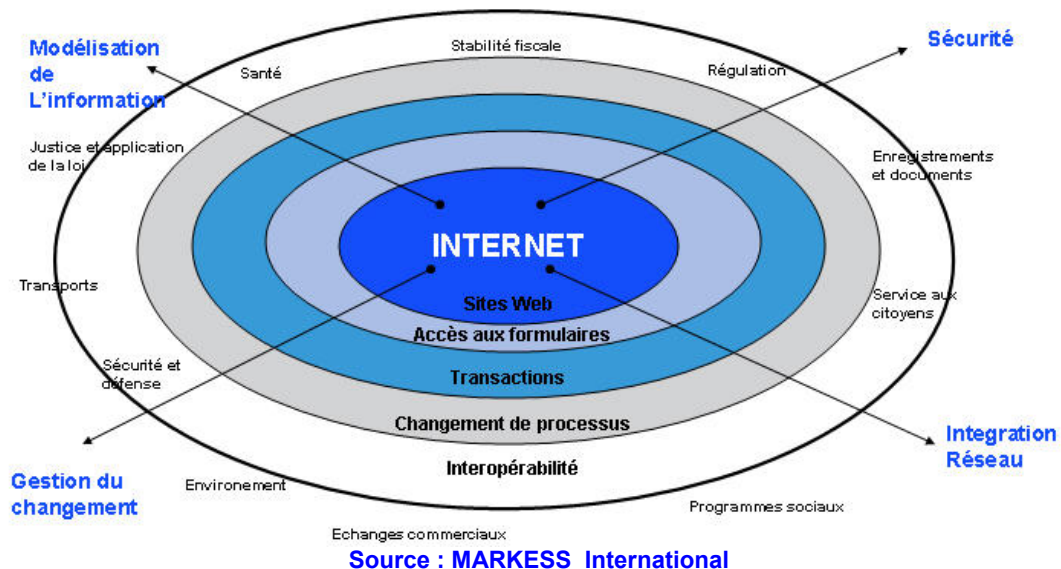 Modélisation
de
L'information
Santé
Stabilité fiscale
Régulation
Sécurité
Justice et application
de la loi
Enregistrements
et documents
INTERNET
Transports
Service aux
citoyens
Sites Web
Accès aux formulaires
Sécurité et
défense
Transactions
Changement de processus
Integration
Réseau
Interopérabilité
Gestion du
changement
Environement
Programmes sociaux
Echanges commerciaux
Source : MARKESS International